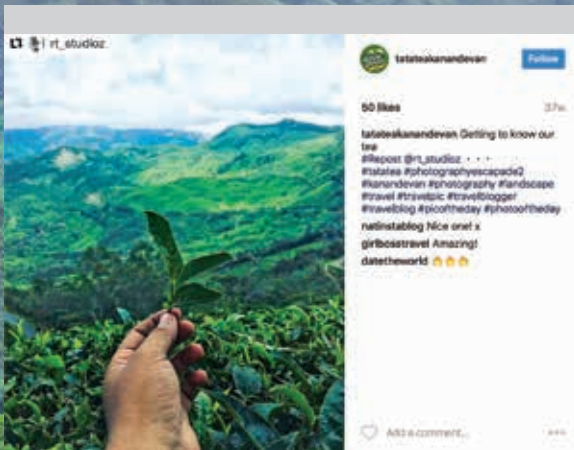 rt_studioz
tatateakanandevan
Follow
50 likes
37w
tatateakanandevan Getting to know our
tea
#Repost @rt_studioz • • •
#tatatea #photographyescapade2
#kanandevan #photography #landscape
#travel #travelpic #travelblogger
#travelblog #picoftheday #photooftheday
natinstablog Nice one! x
girlbosstravel Amazing!
datetheworld 🔥🔥🔥
Add a comment...